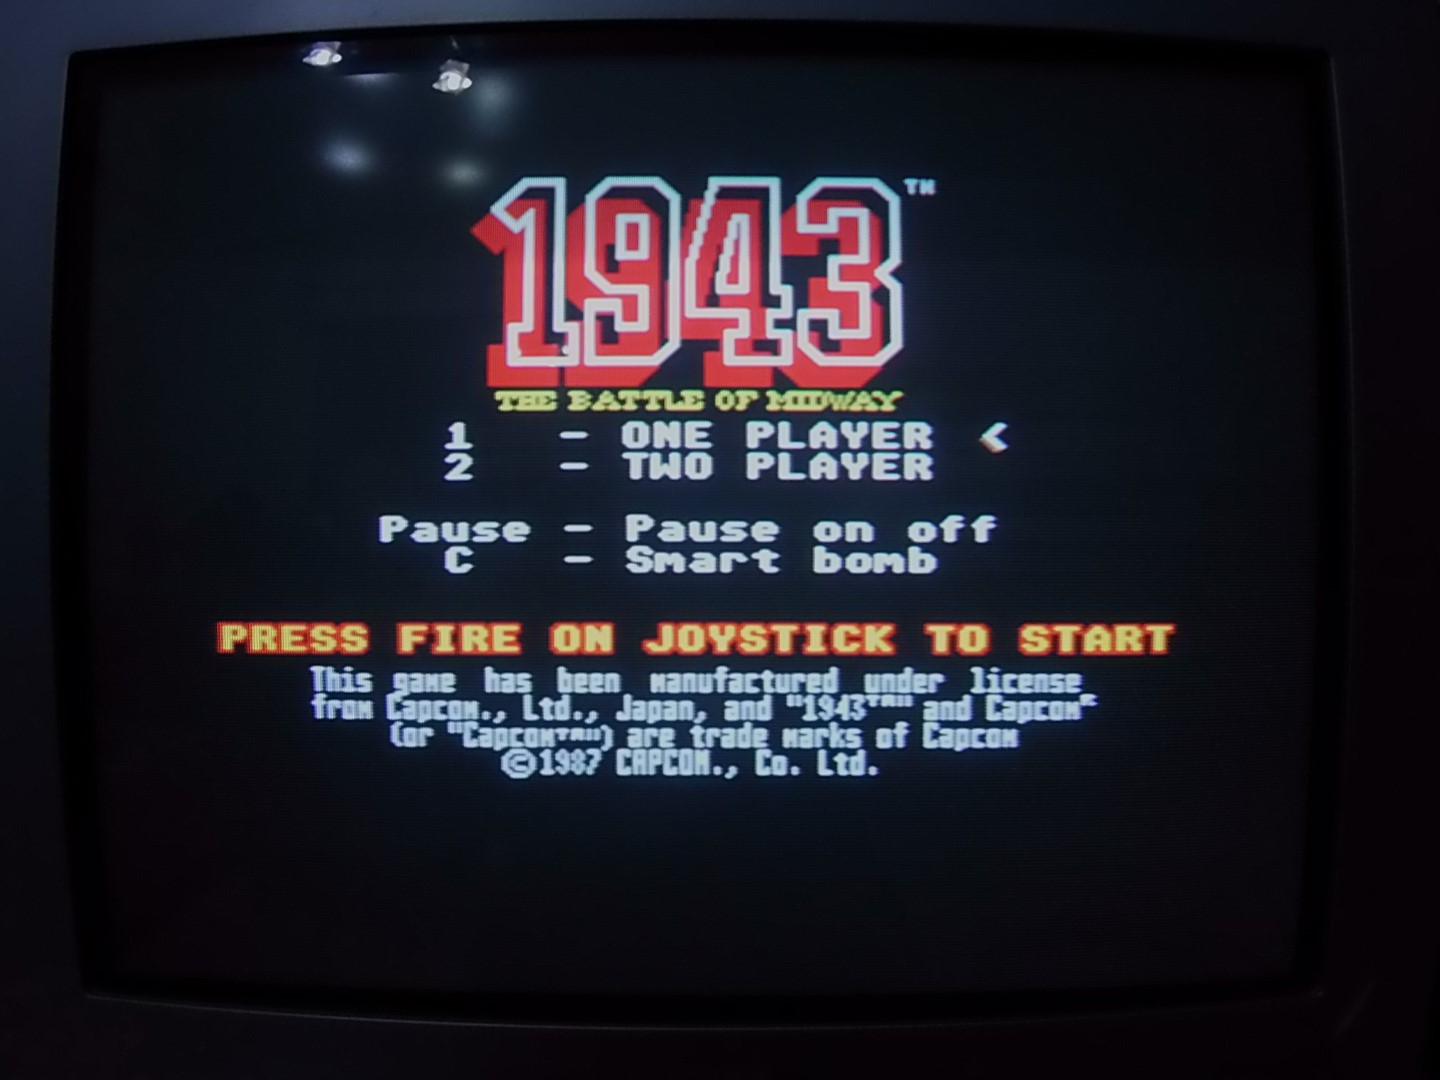 1943™
THE BATTLE OF MIDWAY
1 - ONE PLAYER <
2 - TWO PLAYER
Pause - Pause on off
C - Smart bomb
PRESS FIRE ON JOYSTICK TO START
This game has been manufactured under license
from Capcom., Ltd., Japan, and "1943™" and Capcom®
(or "Capcom™") are trade marks of Capcom
©1987 CAPCOM., Co. Ltd.